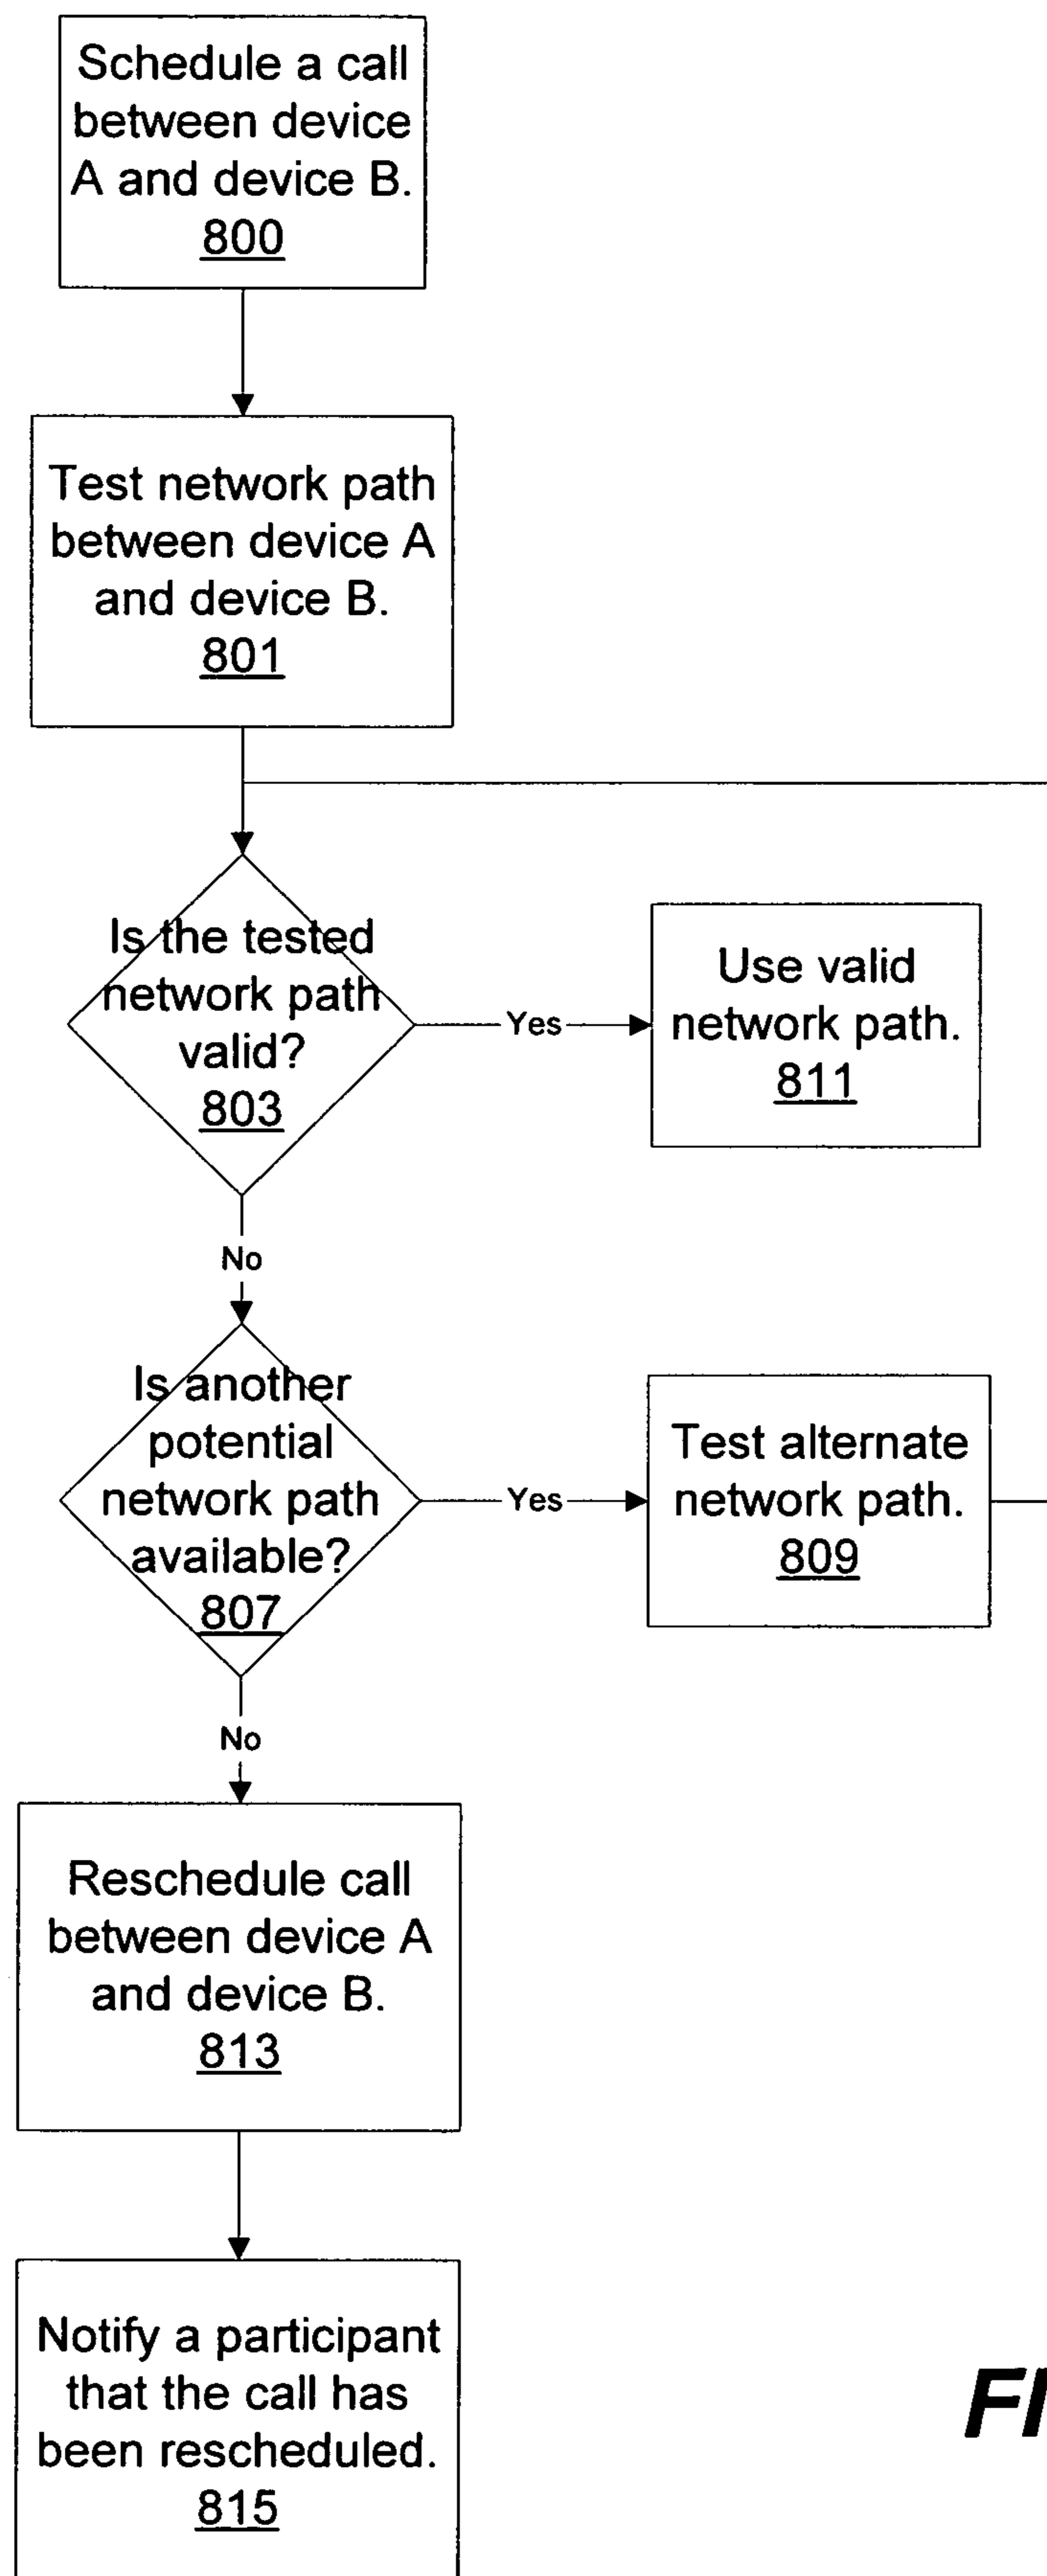 Schedule a call
between device
A and device B.
800
Test network path
between device A
and device B.
801
Is the tested
network path
valid?
803
Yes
Use valid
network path.
811
No
Is another
potential
network path
available?
807
Yes
Test alternate
network path.
809
No
Reschedule call
between device A
and device B.
813
Notify a participant
that the call has
been rescheduled.
815